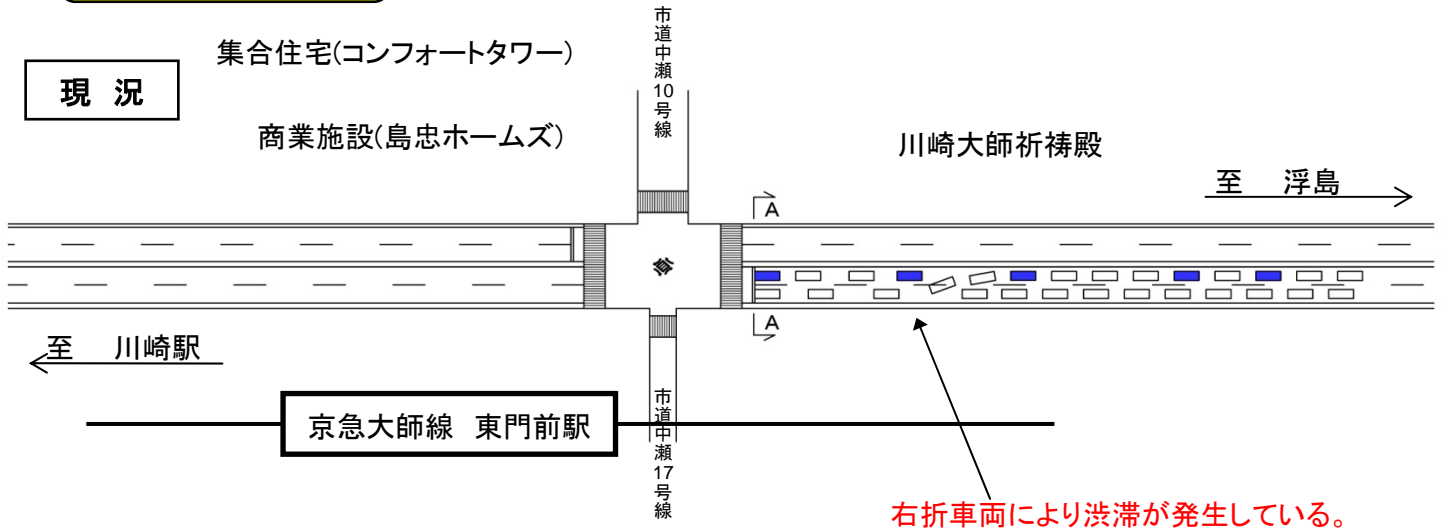 市道中瀬10号線
集合住宅(コンフォートタワー)
現 況
商業施設(島忠ホームズ)
川崎大師祈祷殿
至 浮島
A
A
至 川崎駅
京急大師線 東門前駅
市道中瀬17号線
右折車両により渋滞が発生している。